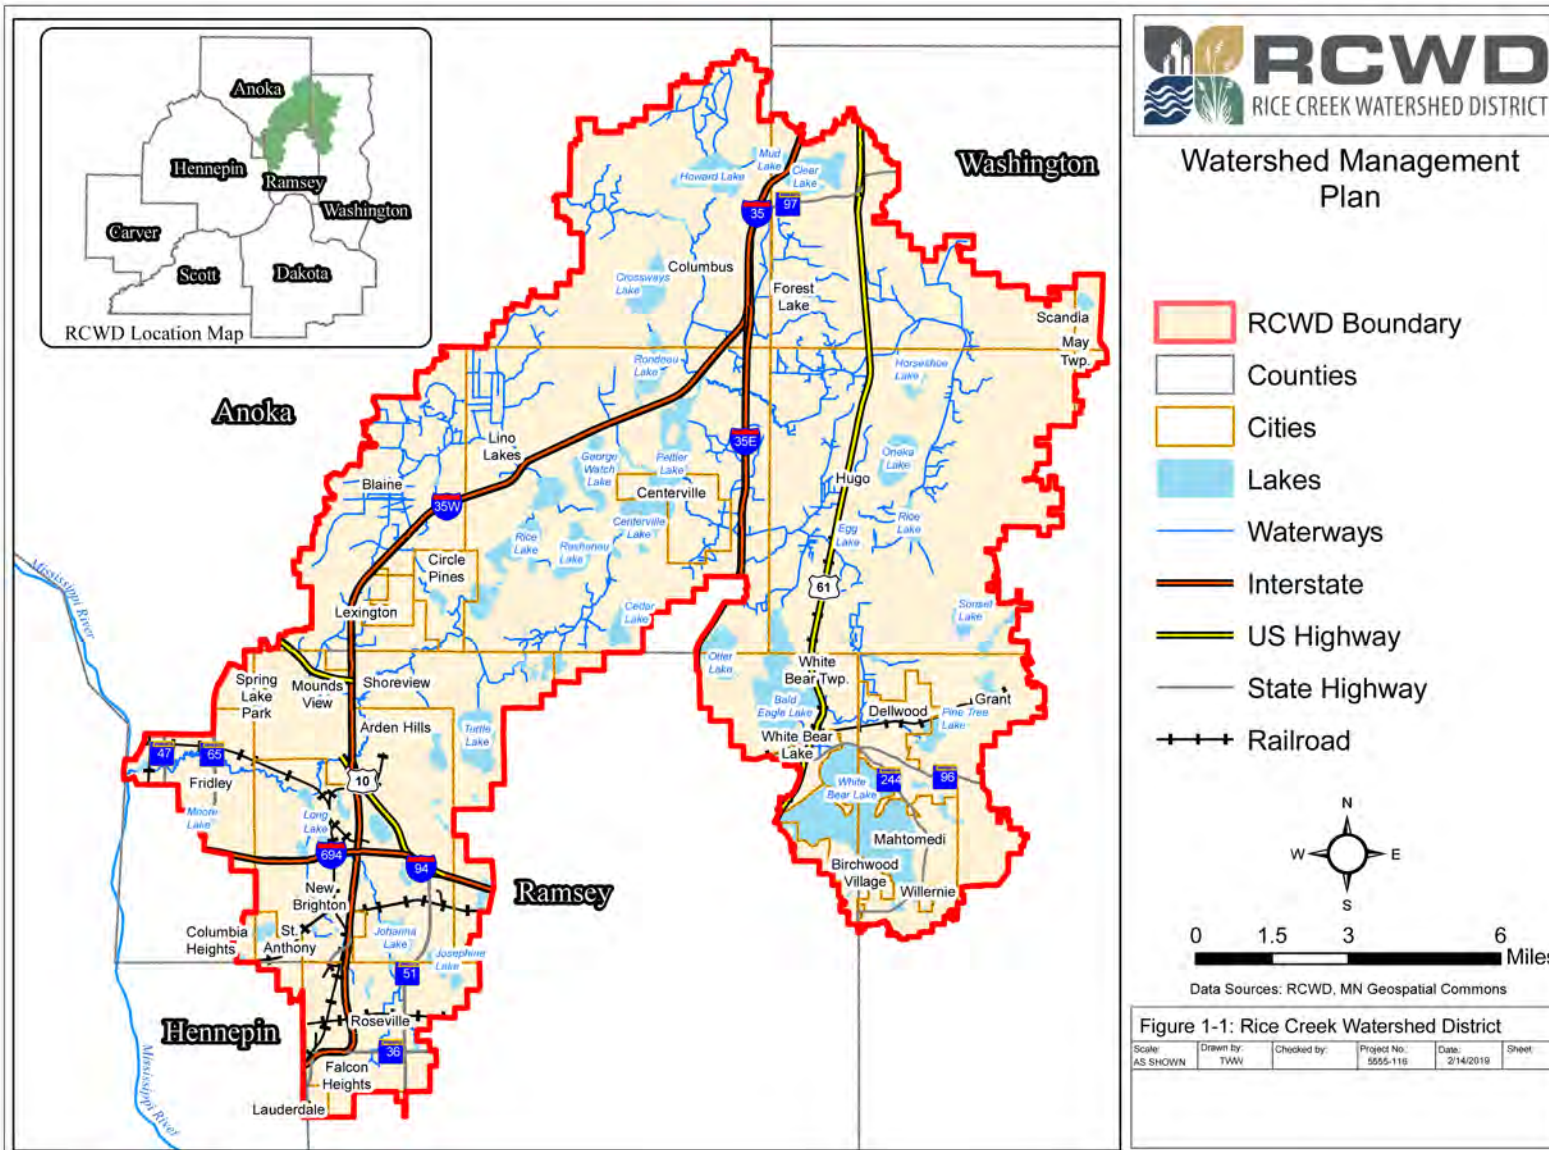 Anoka
Hennepin
Ramsey
Washington
Carver
Scott
Dakota
RCWD Location Map
RCWD
RICE CREEK WATERSHED DISTRICT
Watershed Management
Plan
RCWD Boundary
Counties
Cities
Lakes
Waterways
Interstate
US Highway
State Highway
Railroad
N
W
E
S
0
1.5
3
6
Miles
Data Sources: RCWD, MN Geospatial Commons
Figure 1-1: Rice Creek Watershed District
Scale:
AS SHOWN
Drawn by:
TWW
Checked by:
Project No.:
5555-116
Date:
2/14/2019
Sheet:
Washington
Mud
Lake
Clear
Lake
Howard Lake
35
97
Columbus
Crossways
Lake
Forest
Lake
Scandia
May
Twp.
Rondeau
Lake
Horseshoe
Lake
Anoka
Lino
Lakes
35E
George
Watch
Lake
Peltier
Lake
Oneka
Lake
Blaine
Hugo
Centerville
35W
Centerville
Lake
Egg
Lake
Rice
Lake
Rice
Lake
Reshanau
Lake
Circle
Pines
61
Mississippi River
Lexington
Cedar
Lake
Sunset
Lake
Otter
Lake
White
Bear Twp.
Spring
Lake
Park
Mounds
View
Shoreview
Bald
Eagle Lake
Dellwood
Grant
Pine Tree
Lake
Arden Hills
Turtle
Lake
White Bear
Lake
47
65
Fridley
10
White
Bear Lake
244
96
Moore
Lake
Long
Lake
Mahtomedi
694
94
Birchwood
Village
Willernie
New
Brighton
Ramsey
Columbia
Heights
St.
Anthony
Johanna
Lake
Josephine
Lake
51
Hennepin
Roseville
36
Falcon
Heights
Lauderdale
Mississippi River